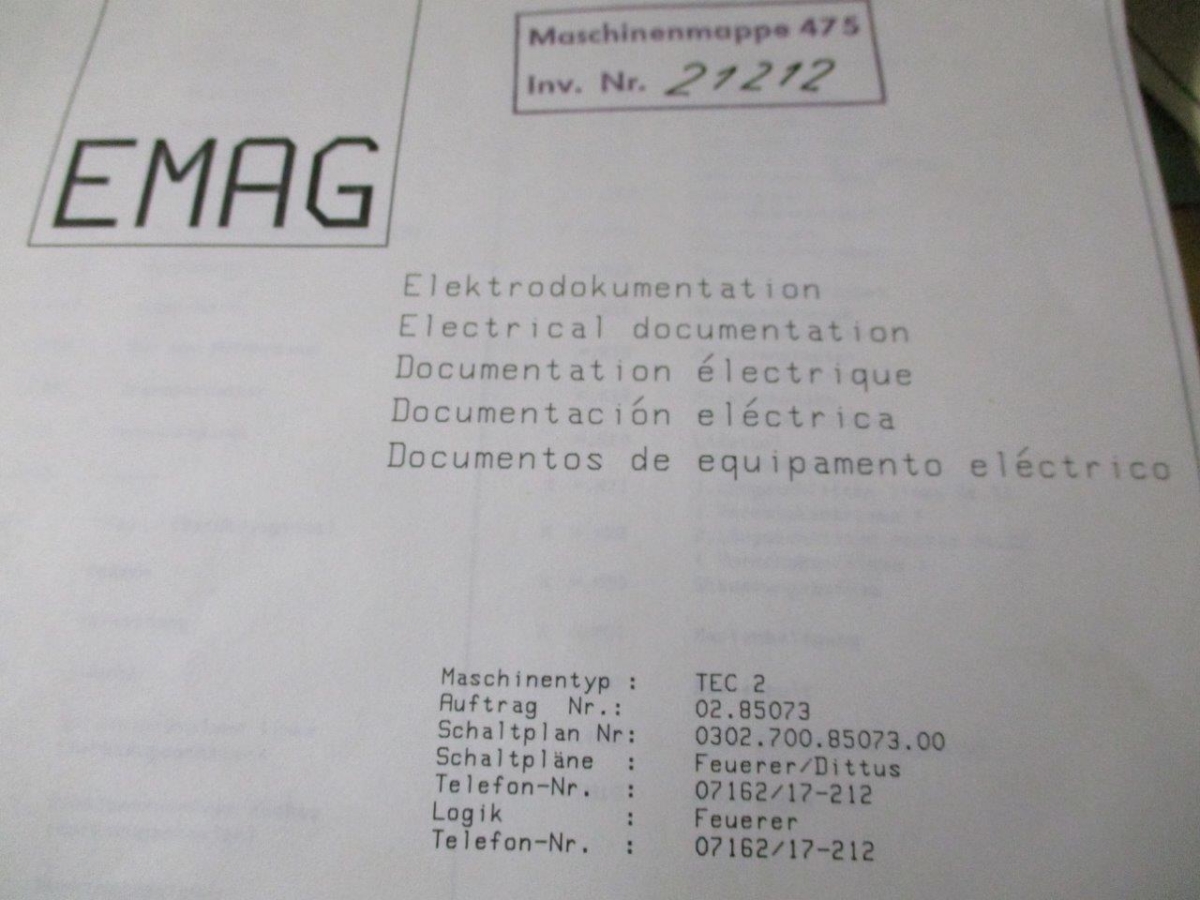 EMAG
Maschinenmappe 475
Inv. Nr. 21212
Elektrodokumentation
Electrical documentation
Documentation électrique
Documentación eléctrica
Documentos de equipamento eléctrico
Maschinentyp : TEC 2
Auftrag Nr.: 02.85073
Schaltplan Nr: 0302.700.85073.00
Schaltpläne : Feuerer/Dittus
Telefon-Nr. : 07162/17-212
Logik : Feuerer
Telefon-Nr. : 07162/17-212